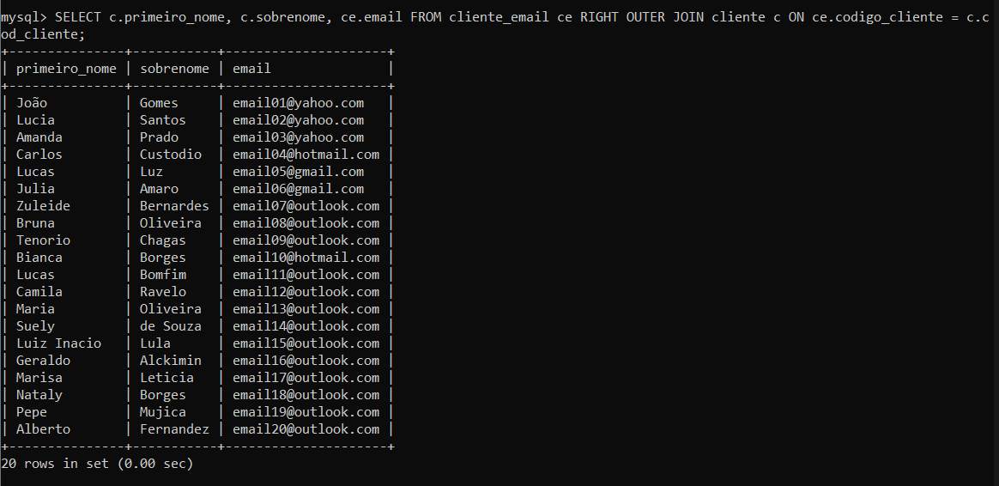 mysql> SELECT c.primeiro_nome, c.sobrenome, ce.email FROM cliente_email ce RIGHT OUTER JOIN cliente c ON ce.codigo_cliente = c.c
od_cliente;
+---------------+-----------+---------------------+
| primeiro_nome | sobrenome | email               |
+---------------+-----------+---------------------+
| João          | Gomes     | email01@yahoo.com   |
| Lucia         | Santos    | email02@yahoo.com   |
| Amanda        | Prado     | email03@yahoo.com   |
| Carlos        | Custodio  | email04@hotmail.com |
| Lucas         | Luz       | email05@gmail.com   |
| Julia         | Amaro     | email06@gmail.com   |
| Zuleide       | Bernardes | email07@outlook.com |
| Bruna         | Oliveira  | email08@outlook.com |
| Tenorio       | Chagas    | email09@outlook.com |
| Bianca        | Borges    | email10@hotmail.com |
| Lucas         | Bomfim    | email11@outlook.com |
| Camila        | Ravelo    | email12@outlook.com |
| Maria         | Oliveira  | email13@outlook.com |
| Suely         | de Souza  | email14@outlook.com |
| Luiz Inacio   | Lula      | email15@outlook.com |
| Geraldo       | Alckimin  | email16@outlook.com |
| Marisa        | Leticia   | email17@outlook.com |
| Nataly        | Borges    | email18@outlook.com |
| Pepe          | Mujica    | email19@outlook.com |
| Alberto       | Fernandez | email20@outlook.com |
+---------------+-----------+---------------------+
20 rows in set (0.00 sec)